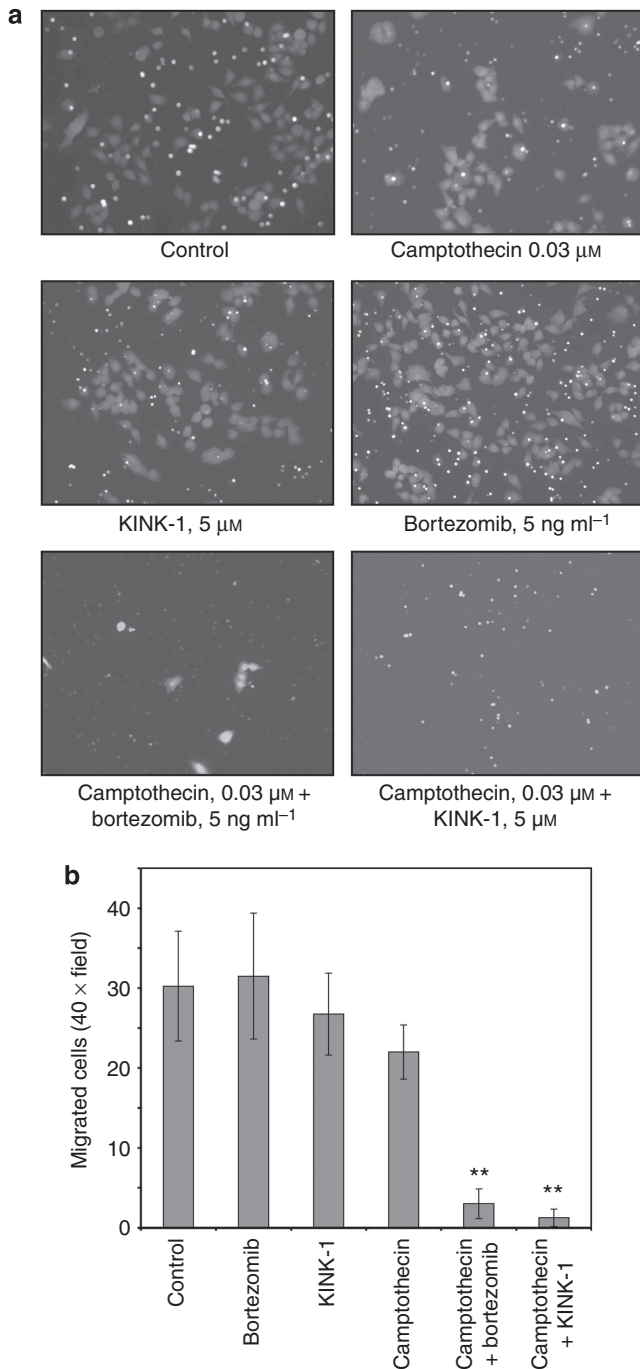 a
Control
Camptothecin 0.03 µM
KINK-1, 5 µM
Bortezomib, 5 ng ml⁻¹
Camptothecin, 0.03 µM +
bortezomib, 5 ng ml⁻¹
Camptothecin, 0.03 µM +
KINK-1, 5 µM
b
Migrated cells (40 × field)
40
30
20
10
0
**
**
Control
Bortezomib
KINK-1
Camptothecin
Camptothecin
+ bortezomib
Camptothecin
+ KINK-1